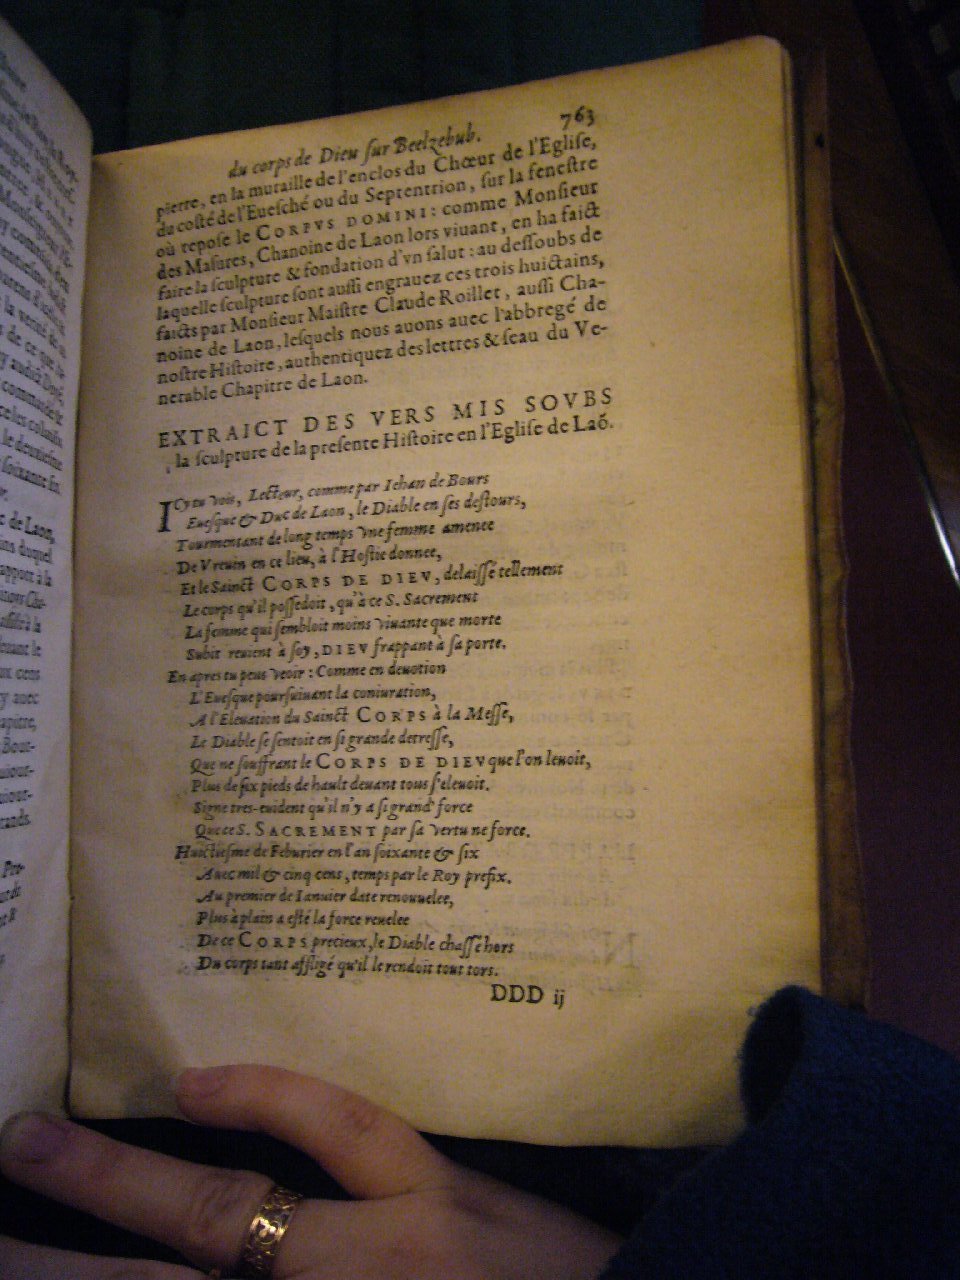 du corps de Dieu sur Beelzebub. 763
pierre, en la muraille de l'enclos du Chœur de l'Eglise,
du costé de l'Euesché ou du Septentrion, sur la fenestre
où repose le CORPVS DOMINI: comme Monsieur
des Masures, Chanoine de Laon lors viuant, en ha faict
faire la sculpture & fondation d'vn salut: au dessoubs de
laquelle sculpture sont aussi engrauez ces trois huictains,
faicts par Monsieur Maistre Claude Roillet, aussi Cha-
noine de Laon, lesquels nous auons auec l'abbregé de
nostre Histoire, authentiquez des lettres & seau du Ve-
nerable Chapitre de Laon.
EXTRAICT DES VERS MIS SOVBS
la sculpture de la presente Histoire en l'Eglise de Laõ.
ICy tu vois, Lecteur, comme par Iehan de Bours
Euesque & Duc de Laon, le Diable en ses destours,
Tourmentant de long temps vne femme amenee
De Vreuin en ce lieu, à l'Hostie donnee,
Et le Sainct CORPS DE DIEV, delaissé tellement
Le corps qu'il possedoit, qu'à ce S. Sacrement
La femme qui sembloit moins viuante que morte
Subit reuient à soy, DIEV frappant à sa porte.
En apres tu peus veoir: Comme en deuotion
L'Euesque poursuiuant la coniuration,
A l'Eleuation du Sainct CORPS à la Messe,
Le Diable se sentoit en si grande detresse,
Que ne souffrant le CORPS DE DIEV que l'on leuoit,
Plus de six pieds de hault deuant tous s'eleuoit.
Signe tres-euident qu'il n'y a si grand' force
Que ce S. SACREMENT par sa vertu ne force.
Huictiesme de Feburier en l'an soixante & six
Auec mil & cinq cens, temps par le Roy prefix,
Au premier de Ianuier date renouuelee,
Plus à plain a esté la force reuelee
De ce CORPS precieux, le Diable chassé hors
Du corps tant affligé qu'il le rendoit tout tors.
DDD ij